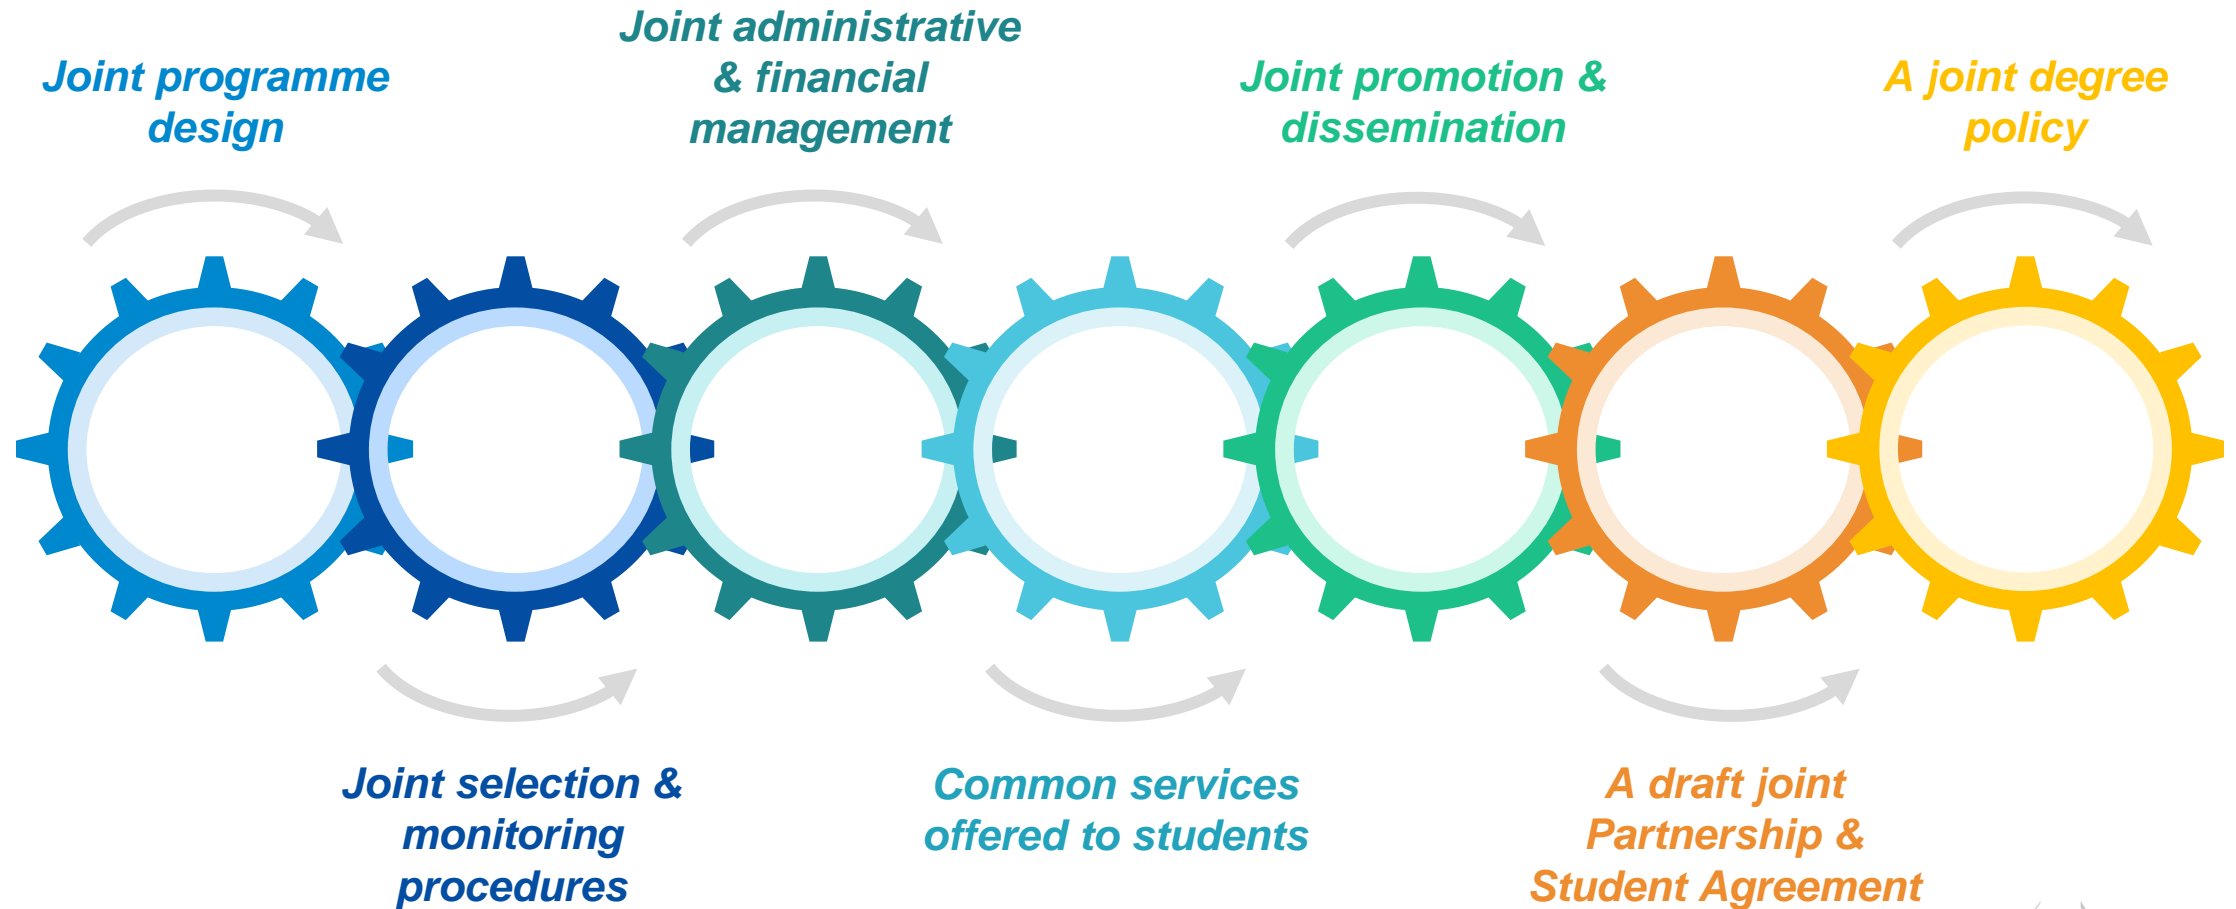 Joint programme
design
Joint administrative
& financial
management
Joint promotion &
dissemination
A joint degree
policy
Joint selection &
monitoring
procedures
Common services
offered to students
A draft joint
Partnership &
Student Agreement